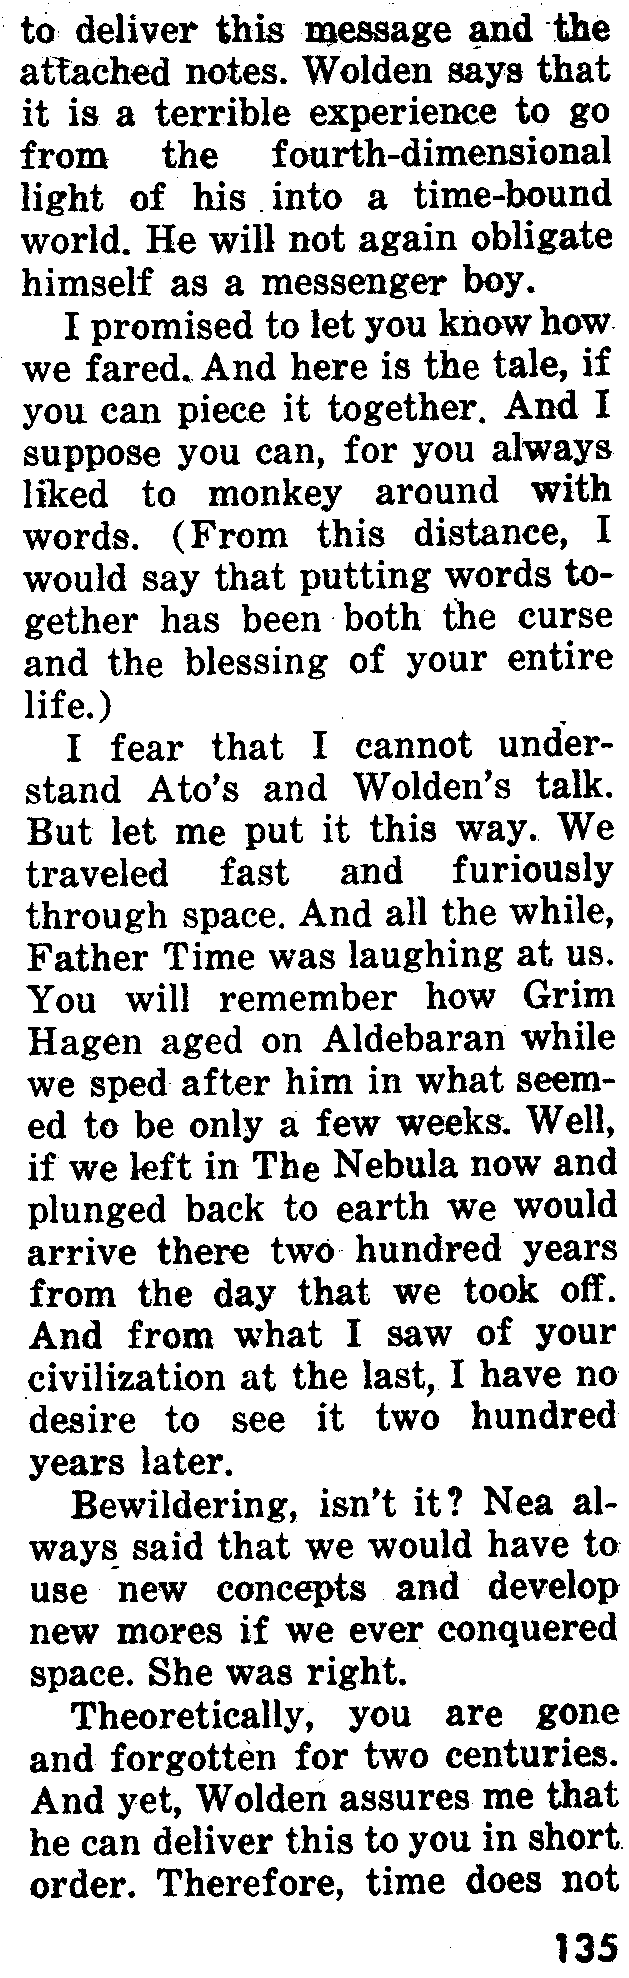 to deliver this message and the
attached notes. Wolden says that
it is a terrible experience to go
from the fourth-dimensional
light of his into a time-bound
world. He will not again obligate
himself as a messenger boy.
I promised to let you know how
we fared. And here is the tale, if
you can piece it together. And I
suppose you can, for you always
liked to monkey around with
words. (From this distance, I
would say that putting words to-
gether has been both the curse
and the blessing of your entire
life.)
I fear that I cannot under-
stand Ato's and Wolden's talk.
But let me put it this way. We
traveled fast and furiously
through space. And all the while,
Father Time was laughing at us.
You will remember how Grim
Hagen aged on Aldebaran while
we sped after him in what seem-
ed to be only a few weeks. Well,
if we left in The Nebula now and
plunged back to earth we would
arrive there two hundred years
from the day that we took off.
And from what I saw of your
civilization at the last, I have no
desire to see it two hundred
years later.
Bewildering, isn't it? Nea al-
ways said that we would have to
use new concepts and develop
new mores if we ever conquered
space. She was right.
Theoretically, you are gone
and forgotten for two centuries.
And yet, Wolden assures me that
he can deliver this to you in short
order. Therefore, time does not
135